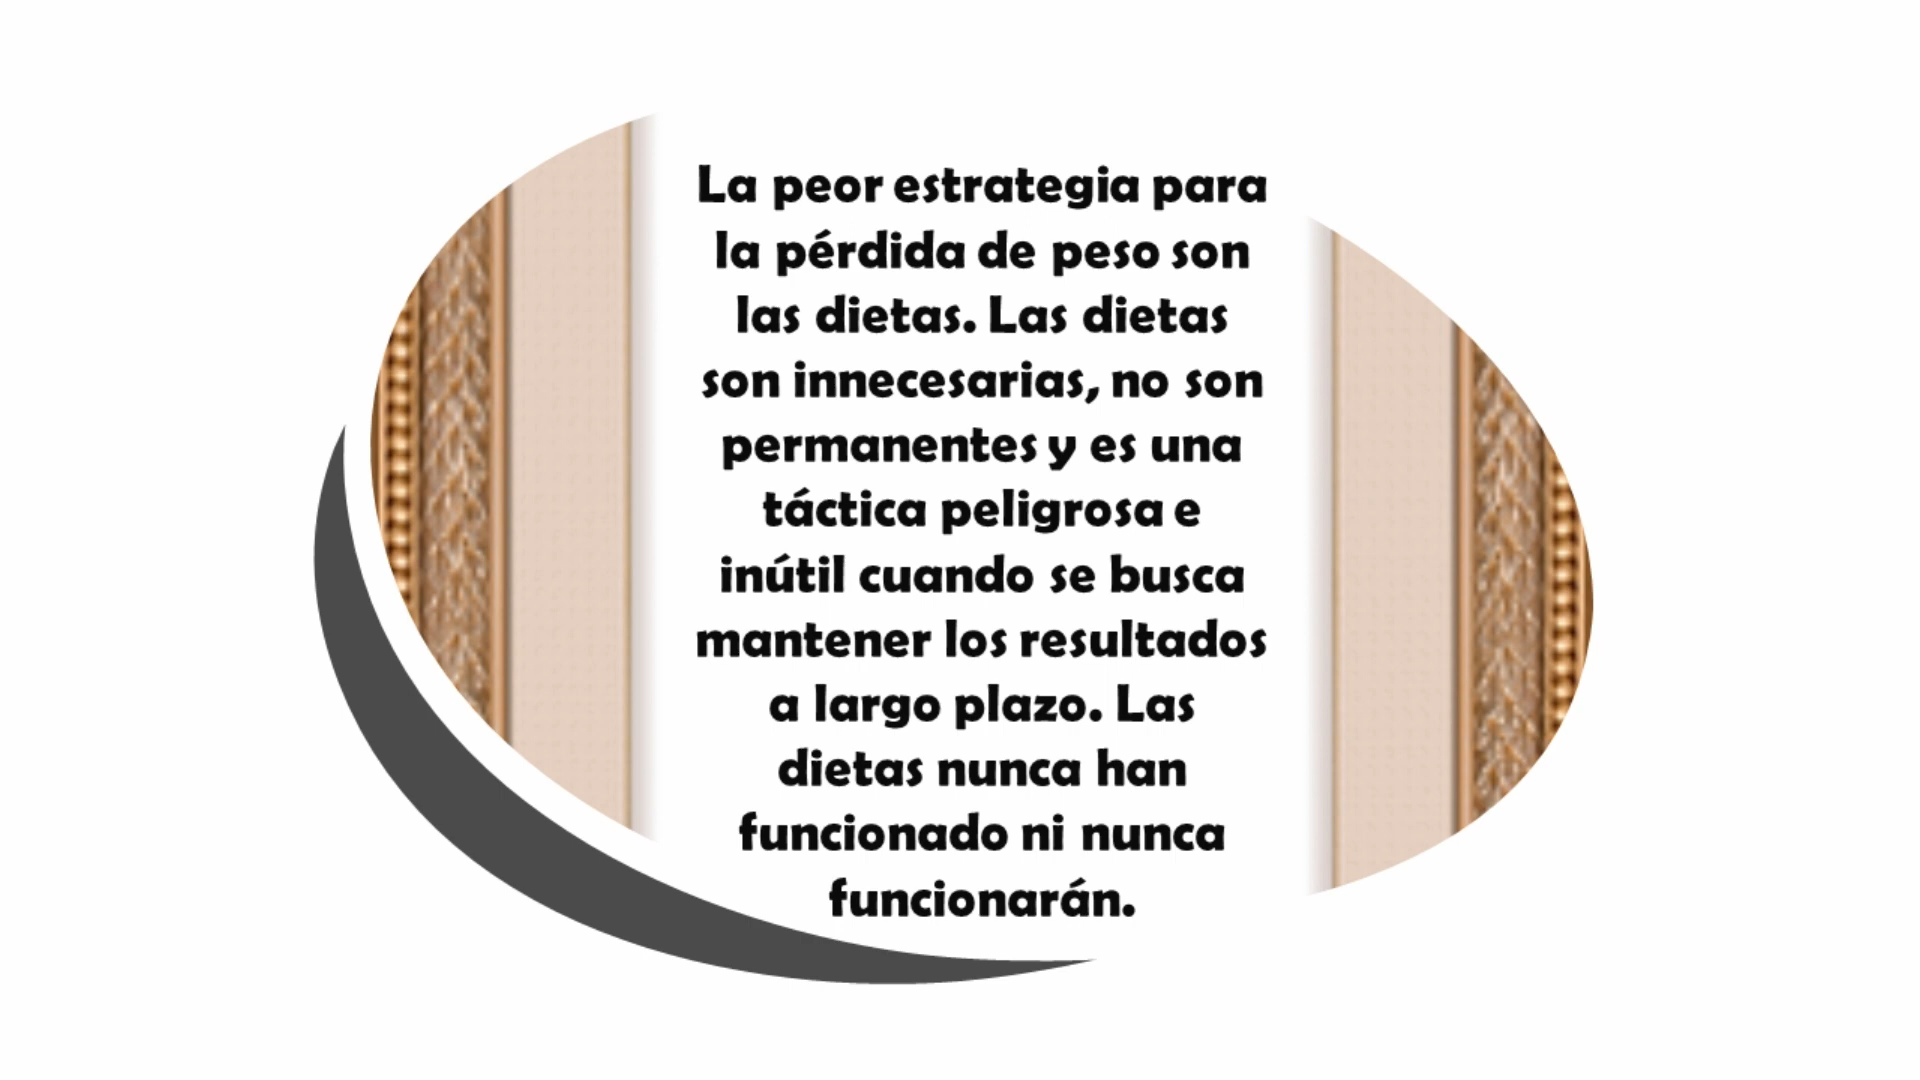 La peor estrategia para
la pérdida de peso son
las dietas. Las dietas
son innecesarias, no son
permanentes y es una
táctica peligrosa e
inútil cuando se busca
mantener los resultados
a largo plazo. Las
dietas nunca han
funcionado ni nunca
funcionarán.